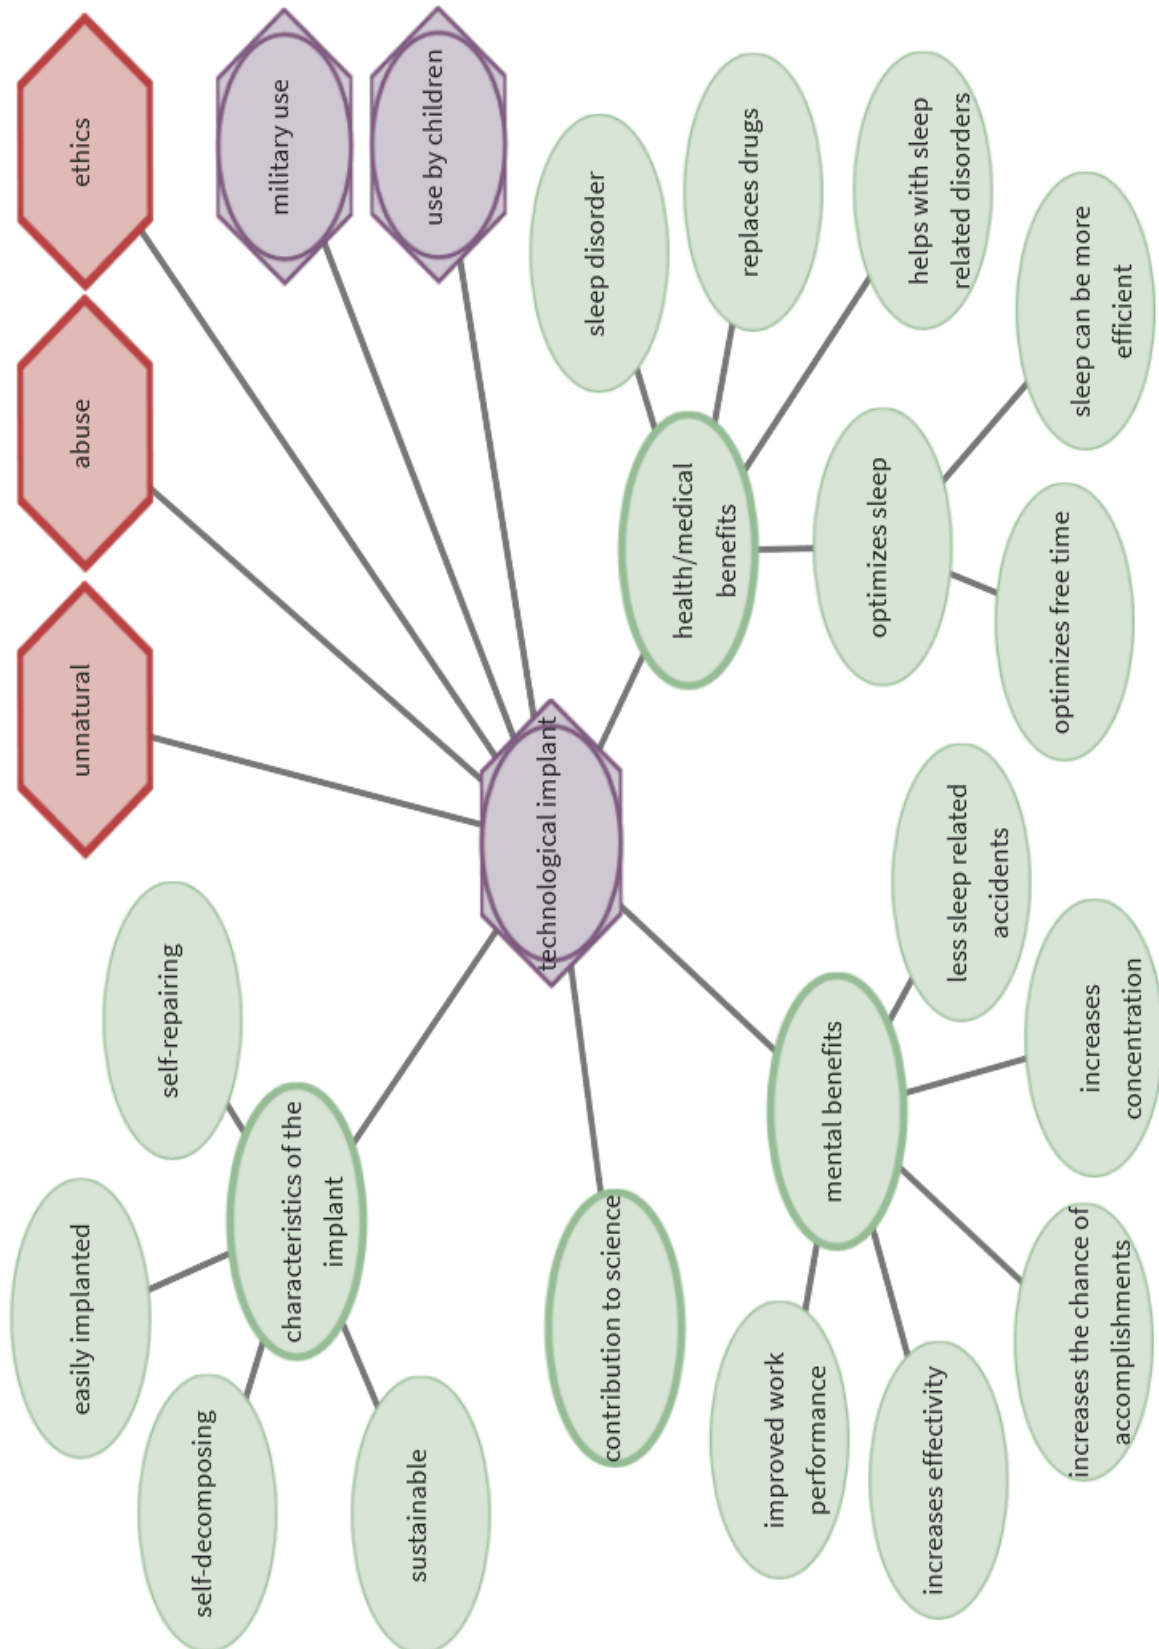 ethics
abuse
unnatural
military use
use by children
technological implant
sleep disorder
replaces drugs
helps with sleep
related disorders
health/medical
benefits
optimizes sleep
sleep can be more
efficient
optimizes free time
self-repairing
easily implanted
characteristics of the
implant
self-decomposing
sustainable
contribution to science
mental benefits
less sleep related
accidents
increases
concentration
increases the chance of
accomplishments
increases effectivity
improved work
performance